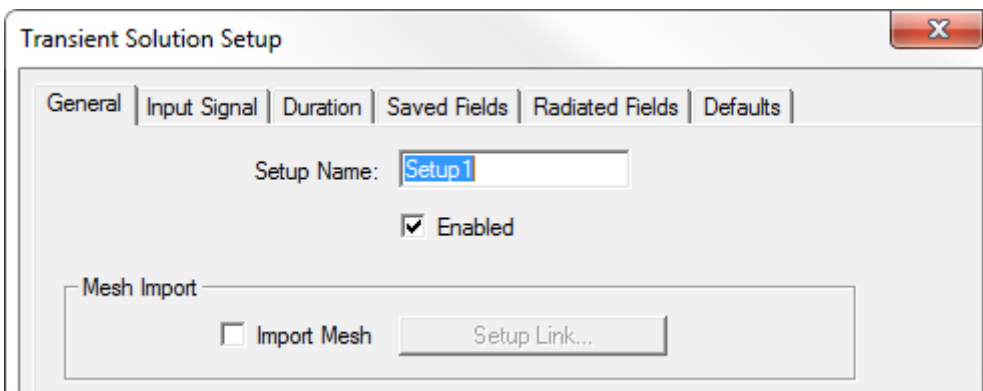 Transient Solution Setup
General Input Signal Duration Saved Fields Radiated Fields Defaults
Setup Name: Setup1
Enabled
Mesh Import
Import Mesh Setup Link...